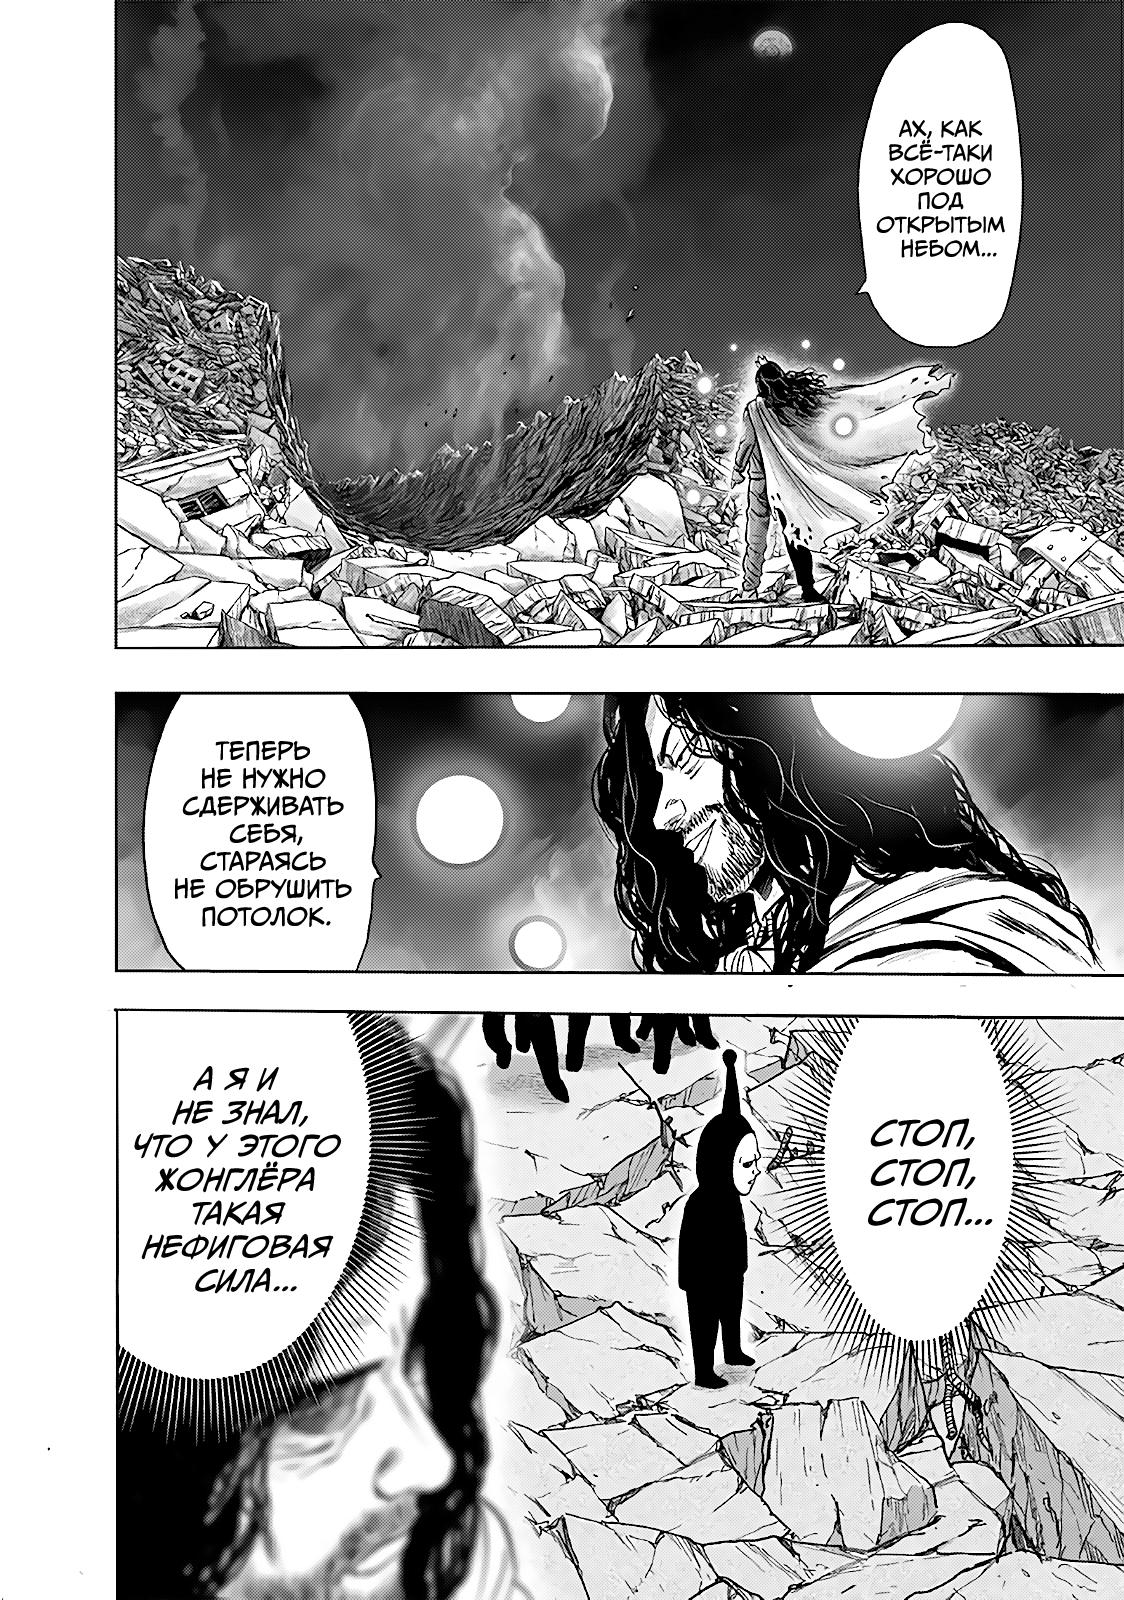 АХ, КАК
ВСЁ-ТАКИ
ХОРОШО
ПОД
ОТКРЫТЫМ
НЕБОМ...
ТЕПЕРЬ
НЕ НУЖНО
СДЕРЖИВАТЬ
СЕБЯ,
СТАРАЯСЬ
НЕ ОБРУШИТЬ
ПОТОЛОК.
СТОП,
СТОП,
СТОП...
А Я И
НЕ ЗНАЛ,
ЧТО У ЭТОГО
ЖОНГЛЁРА
ТАКАЯ
НЕФИГОВАЯ
СИЛА...